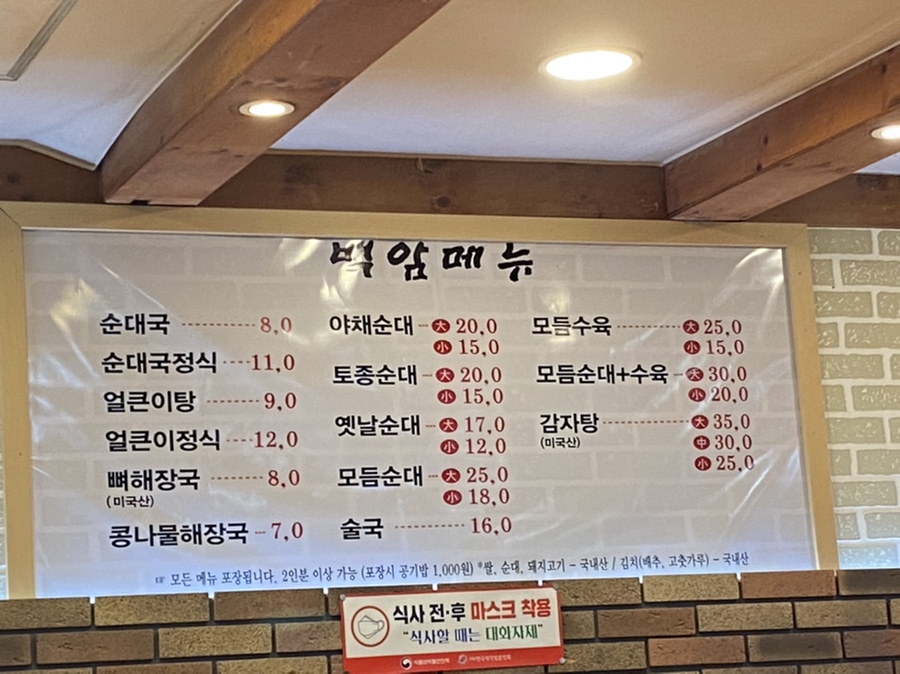 백암메뉴
순대국 8,0
순대국정식 11,0
얼큰이탕 9,0
얼큰이정식 12,0
뼈해장국 8,0
(미국산)
콩나물해장국 7,0
야채순대 大 20,0
小 15,0
토종순대 大 20,0
小 15,0
옛날순대 大 17,0
小 12,0
모듬순대 大 25,0
小 18,0
술국 16,0
모듬수육 大 25,0
小 15,0
모듬순대+수육 大 30,0
小 20,0
감자탕 大 35,0
(미국산) 中 30,0
小 25,0
☞ 모든 메뉴 포장됩니다. 2인분 이상 가능 (포장시 공기밥 1,000원) *쌀, 순대, 돼지고기 - 국내산 / 김치(배추, 고춧가루) - 국내산
식사 전·후 마스크 착용
"식사할 때는 대화자제"